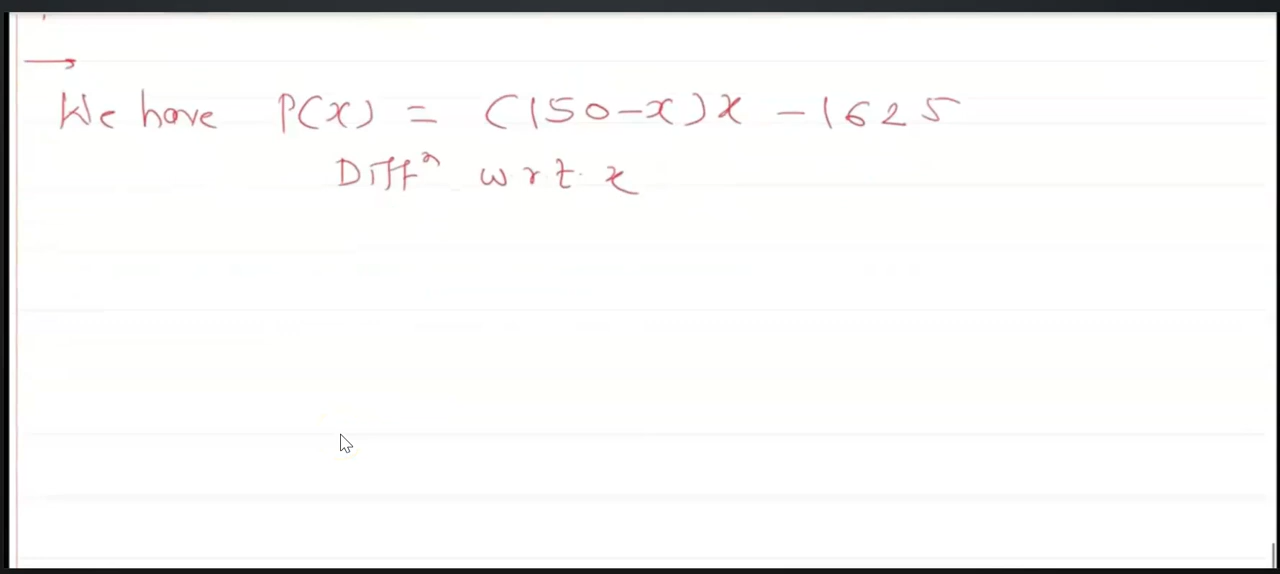 We have P(x) = (150-x)x - 1625
Diffⁿ w r t. x